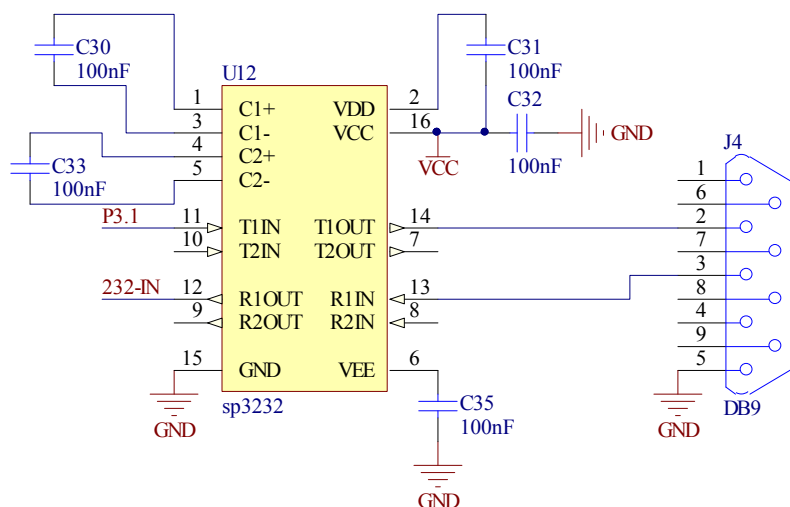 C30
100nF
C31
100nF
U12
1 C1+ VDD 2
C32
100nF
3 C1- VCC 16
GND
4 C2+
VCC
C33
100nF
5 C2-
J4
1
6
P3.1 11 T1IN T1OUT 14 2
10 T2IN T2OUT 7 7
3
232-IN 12 R1OUT R1IN 13 8
9 R2OUT R2IN 8 4
9
15 GND VEE 6 5
GND
sp3232
C35
100nF
GND
DB9
GND